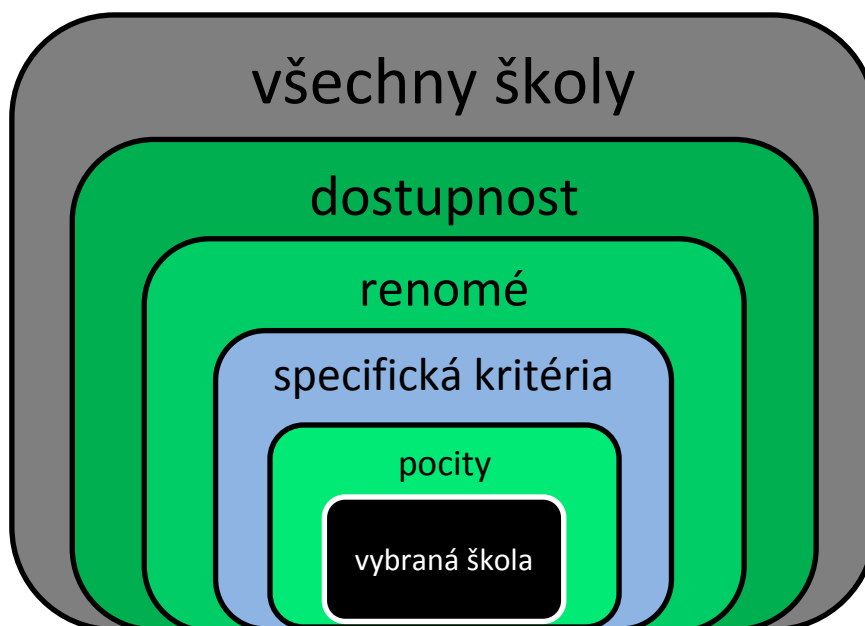 všechny školy
dostupnost
renomé
specifická kritéria
pocity
vybraná škola